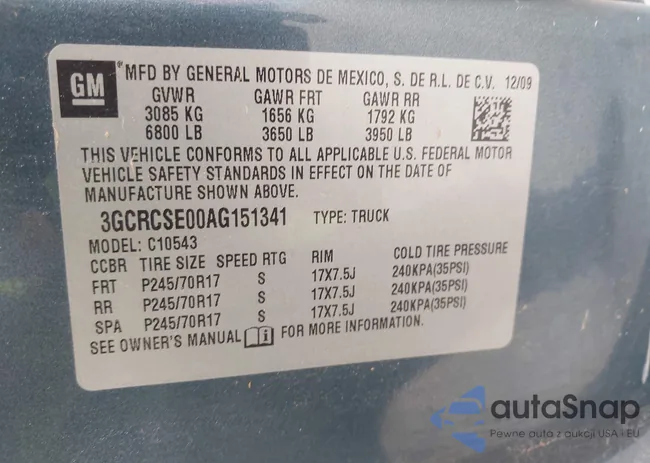 GM
*MFD BY GENERAL MOTORS DE MEXICO, S. DE R.L. DE C.V. 12/09
GVWR GAWR FRT GAWR RR
3085 KG 1656 KG 1792 KG
6800 LB 3650 LB 3950 LB
THIS VEHICLE CONFORMS TO ALL APPLICABLE U.S. FEDERAL MOTOR
VEHICLE SAFETY STANDARDS IN EFFECT ON THE DATE OF
MANUFACTURE SHOWN ABOVE.
3GCRCSE00AG151341 TYPE: TRUCK
MODEL: C10543
CCBR TIRE SIZE SPEED RTG RIM COLD TIRE PRESSURE
FRT P245/70R17 S 17X7.5J 240KPA(35PSI)
RR P245/70R17 S 17X7.5J 240KPA(35PSI)
SPA P245/70R17 S 17X7.5J 240KPA(35PSI)
SEE OWNER'S MANUAL FOR MORE INFORMATION.
autaSnap
Pewne auto z aukcji USA i EU